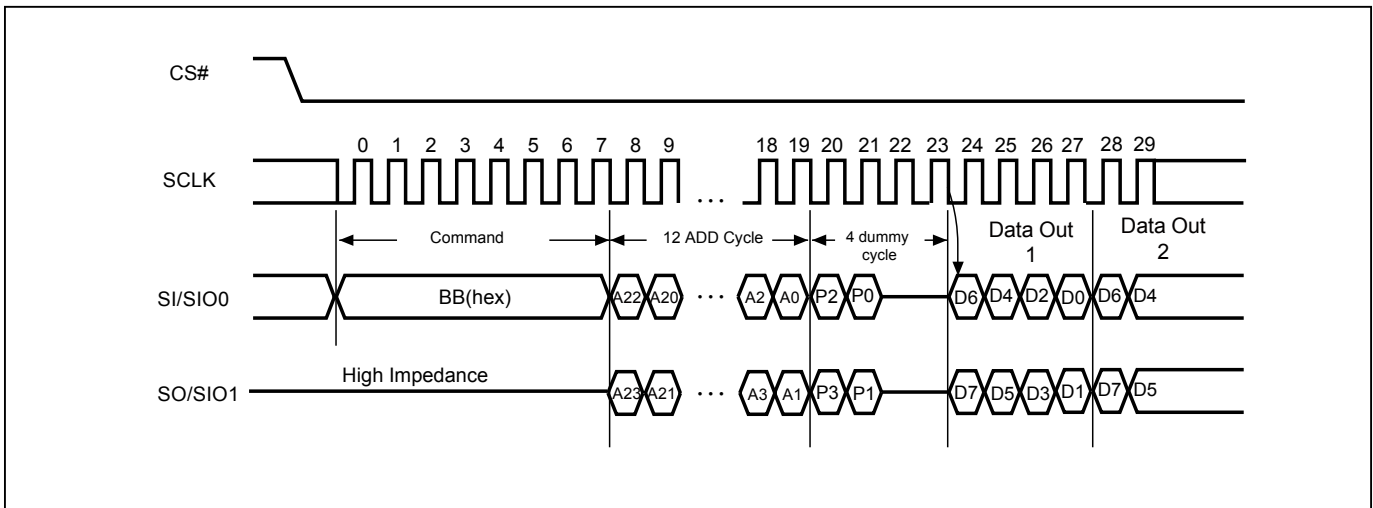 CS#
0 1 2 3 4 5 6 7 8 9 18 19 20 21 22 23 24 25 26 27 28 29
SCLK
...
Command 12 ADD Cycle 4 dummy
cycle
Data Out
1
Data Out
2
SI/SIO0 BB(hex) A22 A20 ... A2 A0 P2 P0 D6 D4 D2 D0 D6 D4
High Impedance
SO/SIO1 A23 A21 ... A3 A1 P3 P1 D7 D5 D3 D1 D7 D5